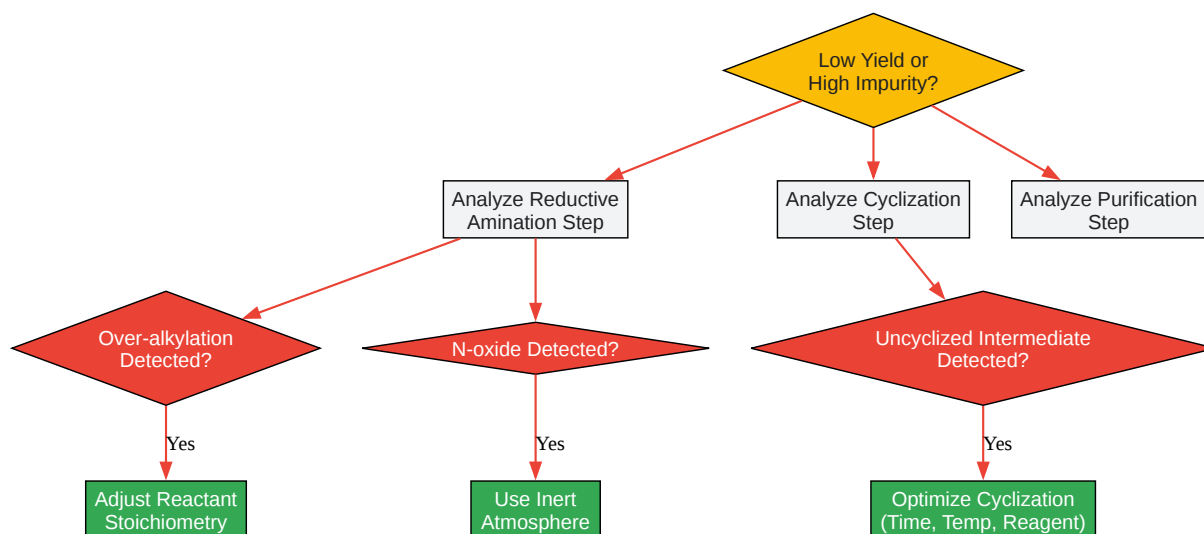 Low Yield or
High Impurity?
Analyze Reductive
Amination Step
Analyze Cyclization
Step
Analyze Purification
Step
Over-alkylation
Detected?
N-oxide Detected?
Uncyclized Intermediate
Detected?
Yes
Yes
Yes
Adjust Reactant
Stoichiometry
Use Inert
Atmosphere
Optimize Cyclization
(Time, Temp, Reagent)